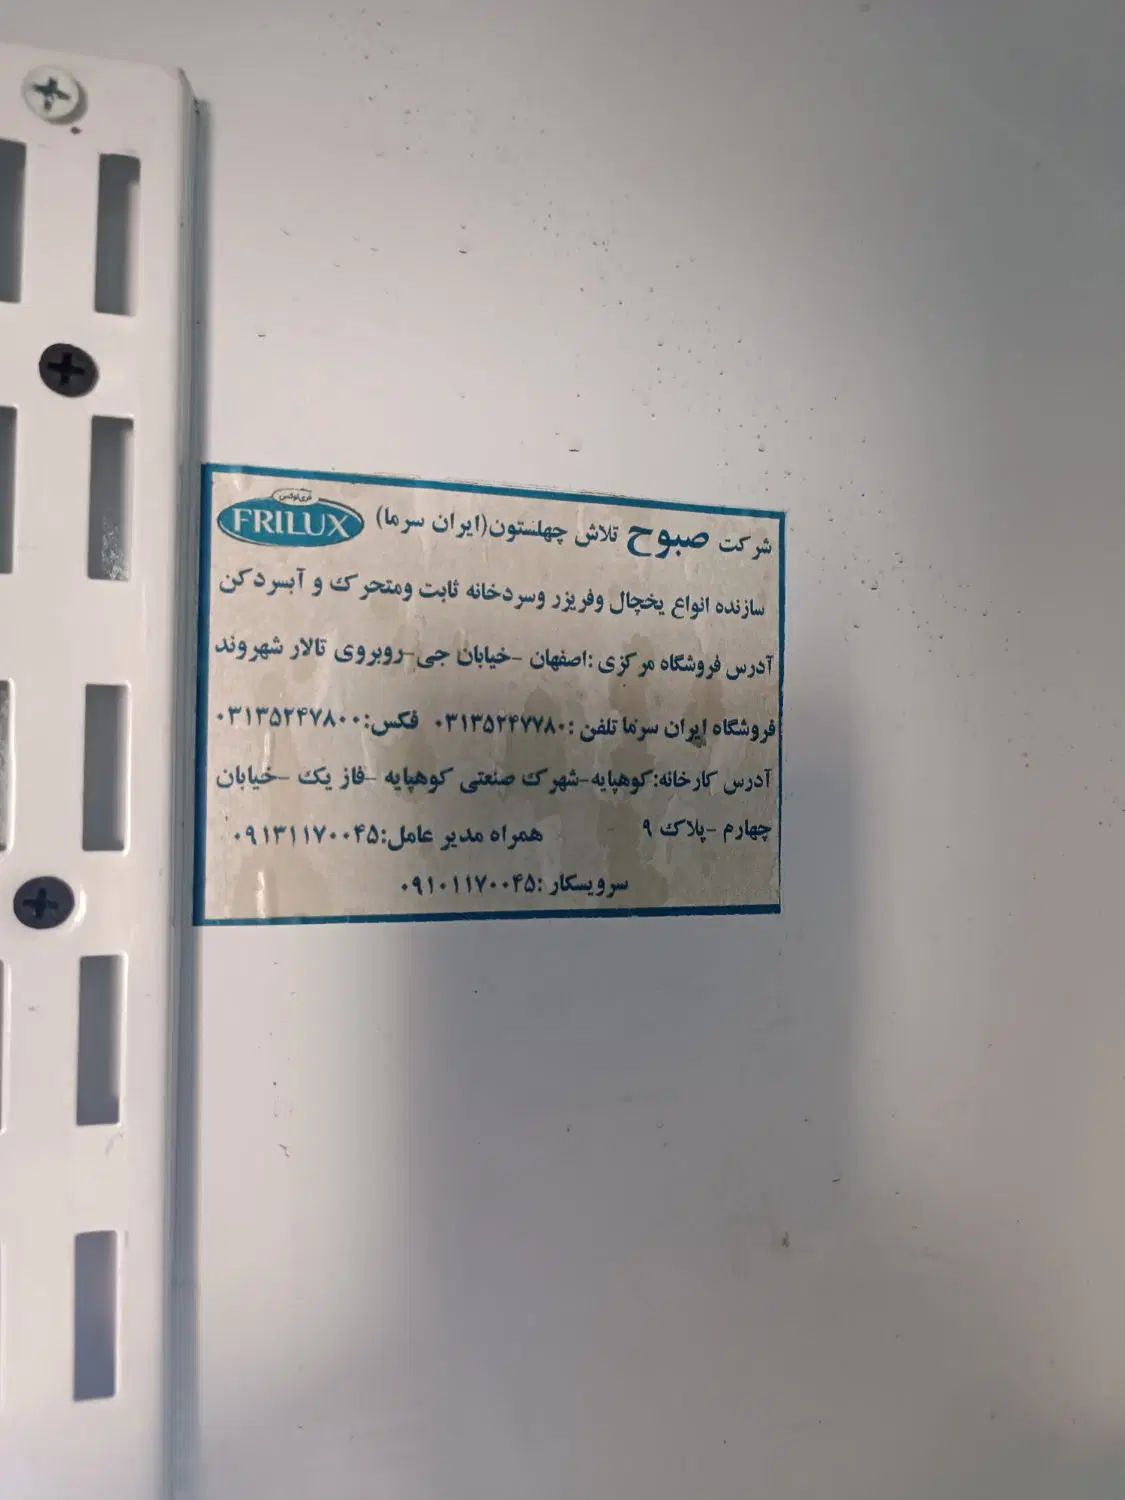 شرکت صبوح تلاش چهلستون(ایران سرما)
فری‌لوکس
FRILUX
سازنده انواع یخچال وفریزر وسردخانه ثابت ومتحرک و آبسردکن
آدرس فروشگاه مرکزی :اصفهان -خیابان جی-روبروی تالار شهروند
فروشگاه ایران سرما تلفن :۰۳۱۳۵۲۴۷۷۸۰ فکس:۰۳۱۳۵۲۴۷۸۰۰
آدرس کارخانه:کوهپایه-شهرک صنعتی کوهپایه -فاز یک -خیابان
چهارم -پلاک ۹ همراه مدیر عامل:۰۹۱۳۱۱۷۰۰۴۵
سرویسکار :۰۹۱۰۱۱۷۰۰۴۵